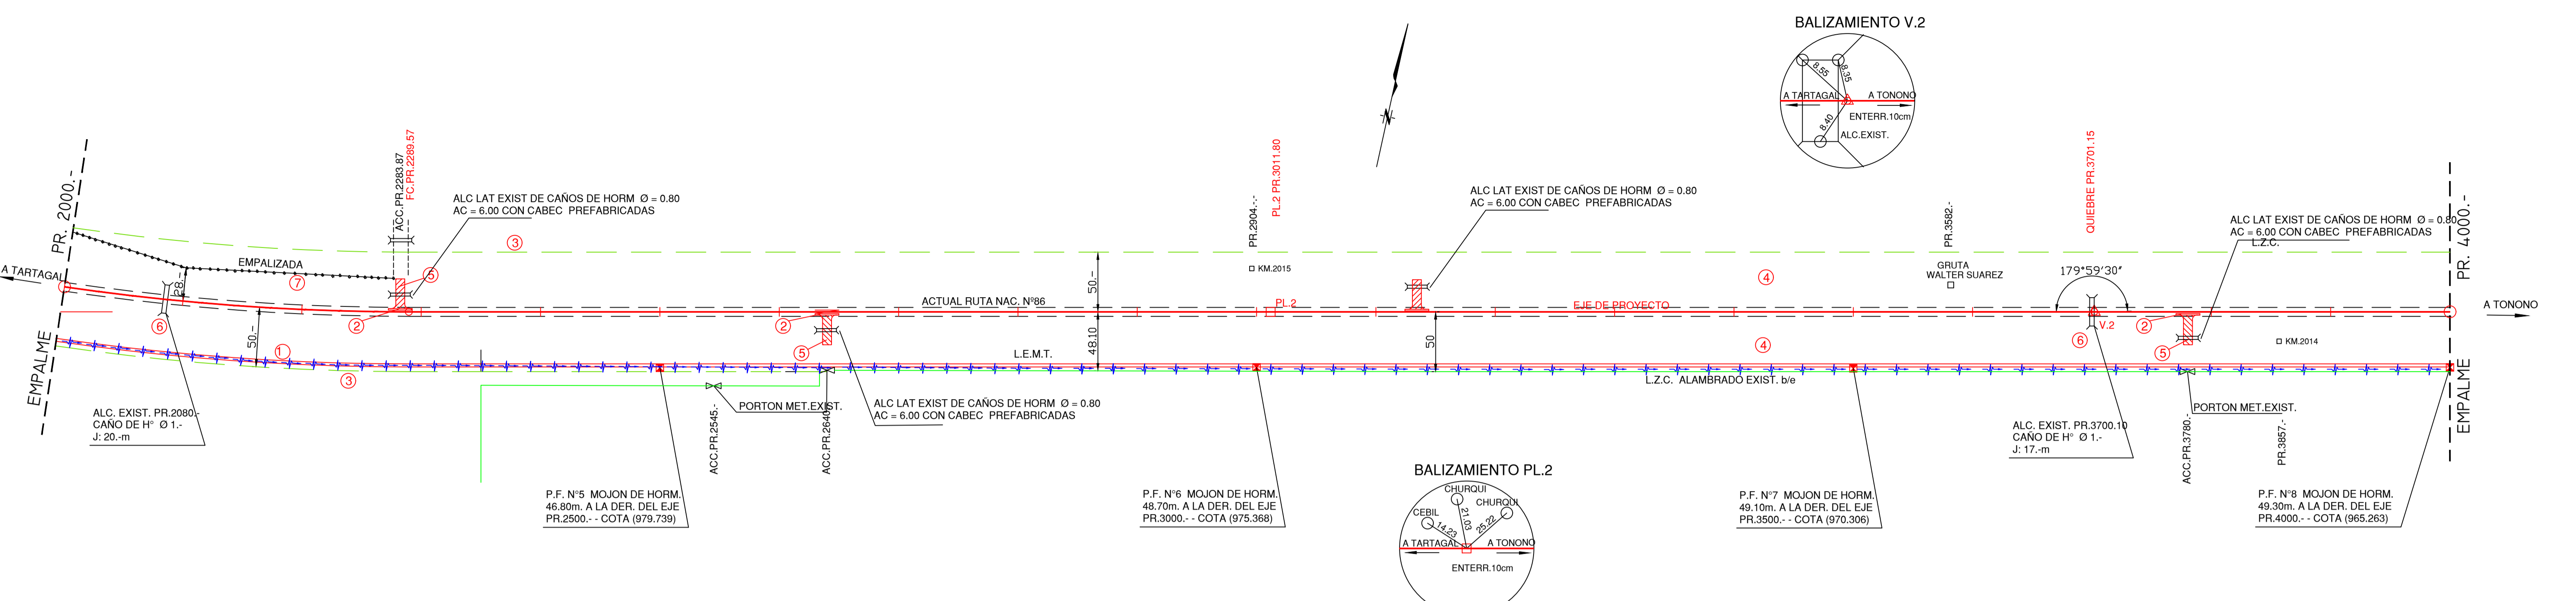 BALIZAMIENTO V.2
8.55
8.35
A TARTAGAL
A TONONO
ENTERR.10cm
8.40
ALC.EXIST.
N
PR. 2000.-
EMPALME
A TARTAGAL
EMPALIZADA
28.-
50.-
ACC.PR.2283.87
FC.PR.2289.57
ALC LAT EXIST DE CAÑOS DE HORM Ø = 0.80
AC = 6.00 CON CABEC PREFABRICADAS
3
5
7
2
6
1
3
ALC. EXIST. PR.2080.-
CAÑO DE H° Ø 1.-
J: 20.-m
ACTUAL RUTA NAC. Nº86
2
5
L.E.M.T.
50.-
48.10
PORTON MET.EXIST.
ACC.PR.2545.-
ACC.PR.2640.-
ALC LAT EXIST DE CAÑOS DE HORM Ø = 0.80
AC = 6.00 CON CABEC PREFABRICADAS
P.F. N°5 MOJON DE HORM.
46.80m. A LA DER. DEL EJE
PR.2500.- - COTA (979.739)
PR.2904.-.-
PL.2 PR.3011.80
KM.2015
PL.2
ALC LAT EXIST DE CAÑOS DE HORM Ø = 0.80
AC = 6.00 CON CABEC PREFABRICADAS
50
EJE DE PROYECTO
4
4
L.Z.C. ALAMBRADO EXIST. b/e
P.F. N°6 MOJON DE HORM.
48.70m. A LA DER. DEL EJE
PR.3000.- - COTA (975.368)
BALIZAMIENTO PL.2
CHURQUI
CHURQUI
CEBIL
14.23
21.03
25.22
A TARTAGAL
A TONONO
ENTERR.10cm
P.F. N°7 MOJON DE HORM.
49.10m. A LA DER. DEL EJE
PR.3500.- - COTA (970.306)
PR.3582.-
GRUTA
WALTER SUAREZ
QUIEBRE PR.3701.15
179°59'30"
V.2
6
2
5
ALC LAT EXIST DE CAÑOS DE HORM Ø = 0.80
AC = 6.00 CON CABEC PREFABRICADAS
L.Z.C.
KM.2014
ALC. EXIST. PR.3700.10
CAÑO DE H° Ø 1.-
J: 17.-m
PORTON MET.EXIST.
ACC.PR.3780.-
PR.3857.-
P.F. N°8 MOJON DE HORM.
49.30m. A LA DER. DEL EJE
PR.4000.- - COTA (965.263)
PR. 4000.-
EMPALME
A TONONO